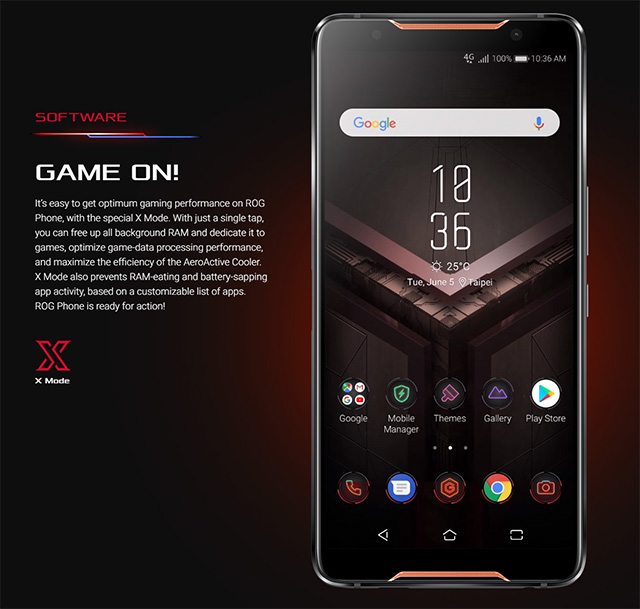 SOFTWARE
GAME ON!
It's easy to get optimum gaming performance on ROG
Phone, with the special X Mode. With just a single tap,
you can free up all background RAM and dedicate it to
games, optimize game-data processing performance,
and maximize the efficiency of the AeroActive Cooler.
X Mode also prevents RAM-eating and battery-sapping
app activity, based on a customizable list of apps.
ROG Phone is ready for action!
X Mode
4G 100% 10:36 AM
Google
10
36
25°C
Tue, June 5 Taipei
Google Mobile Manager Themes Gallery Play Store